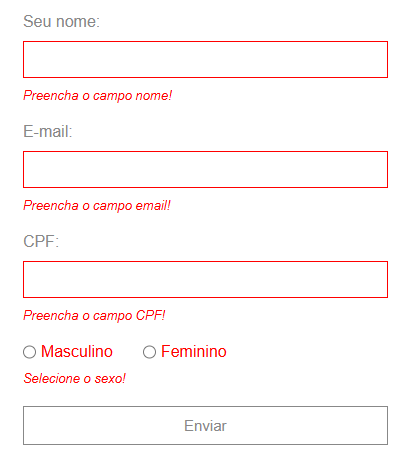 Seu nome:
Preencha o campo nome!
E-mail:
Preencha o campo email!
CPF:
Preencha o campo CPF!
Masculino Feminino
Selecione o sexo!
Enviar